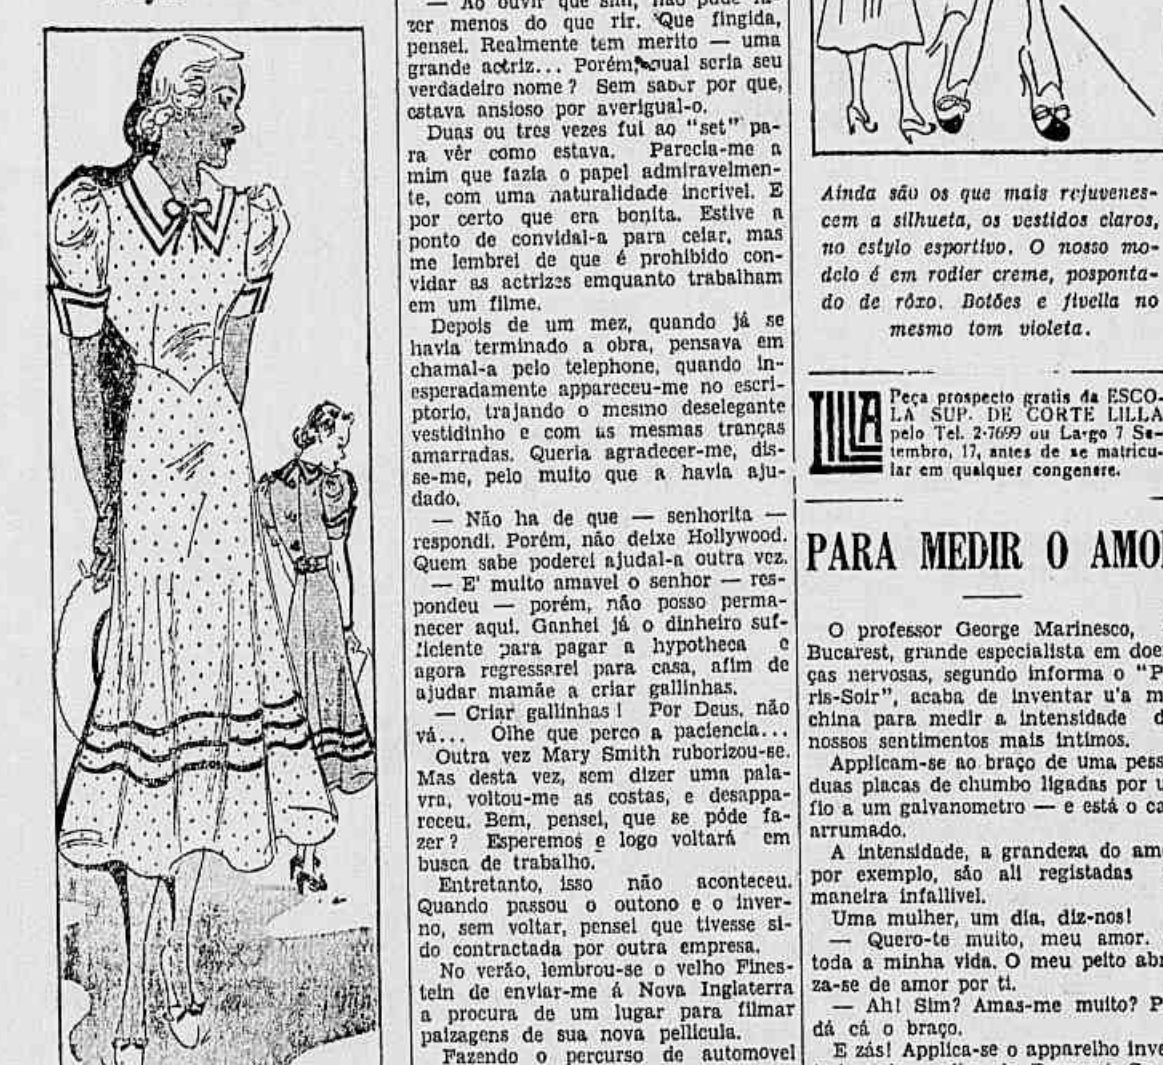 — Ao ouvir que sim, não pude fa-
zer menos do que rir. Que fingida,
pensei. Realmente tem merito — uma
grande actriz... Porém, qual seria seu
verdadeiro nome? Sem saber por que,
estava ansioso por averigual-o.
Duas ou tres vezes fui ao "set" pa-
ra vêr como estava. Parecia-me a
mim que fazia o papel admiravelmen-
te, com uma naturalidade incrivel. E
por certo que era bonita. Estive a
ponto de convidal-a para ceiar, mas
me lembrei de que é prohibido con-
vidar as actrizes emquanto trabalham
em um filme.
Depois de um mez, quando já se
havia terminado a obra, pensava em
chamal-a pelo telephone, quando in-
esperadamente appareceu-me no escri-
ptorio, trajando o mesmo deselegante
vestidinho e com as mesmas tranças
amarradas. Queria agradecer-me, dis-
se-me, pelo muito que a havia aju-
dado.
— Não ha de que — senhorita —
respondi. Porém, não deixe Hollywood.
Quem sabe poderei ajudal-a outra vez.
— E' muito amavel o senhor — res-
pondeu — porém, não posso perma-
necer aqui. Ganhei já o dinheiro suf-
ficiente para pagar a hypotheca e
agora regressarei para casa, afim de
ajudar mamãe a criar gallinhas.
— Criar gallinhas! Por Deus, não
vá... Olhe que perco a paciencia...
Outra vez Mary Smith ruborizou-se.
Mas desta vez, sem dizer uma pala-
vra, voltou-me as costas, e desappa-
receu. Bem, pensei, que se póde fa-
zer? Esperemos e logo voltará em
busca de trabalho.
Entretanto, isso não aconteceu.
Quando passou o outono e o inver-
no, sem voltar, pensei que tivesse si-
do contractada por outra empresa.
No verão, lembrou-se o velho Fines-
tein de enviar-me á Nova Inglaterra
a procura de um lugar para filmar
paizagens de sua nova pellicula.
Fazendo o percurso de automovel
Ainda são os que mais rejuvenes-
cem a silhueta, os vestidos claros,
no estylo esportivo. O nosso mo-
delo é em rodier creme, posponta-
do de rôxo. Botões e fivella no
mesmo tom violeta.
LILLA
Peça prospecto gratis da ESCO-
LA SUP. DE CORTE LILLA
pelo Tel. 2-7699 ou Largo 7 Se-
tembro, 17, antes de se matricu-
lar em qualquer congenere.
PARA MEDIR O AMO
O professor George Marinesco,
Bucarest, grande especialista em doe
ças nervosas, segundo informa o "P
ris-Soir", acaba de inventar u'a m
china para medir a intensidade d
nossos sentimentos mais intimos.
Applicam-se ao braço de uma pess
duas placas de chumbo ligadas por u
fio a um galvanometro — e está o ca
arrumado.
A intensidade, a grandeza do am
por exemplo, são ali registadas
maneira infallivel.
Uma mulher, um dia, diz-nos!
— Quero-te muito, meu amor.
toda a minha vida. O meu peito abr
za-se de amor por ti.
— Ah! Sim? Amas-me muito? P
dá cá o braço.
E zás! Applica-se o apparelho inve